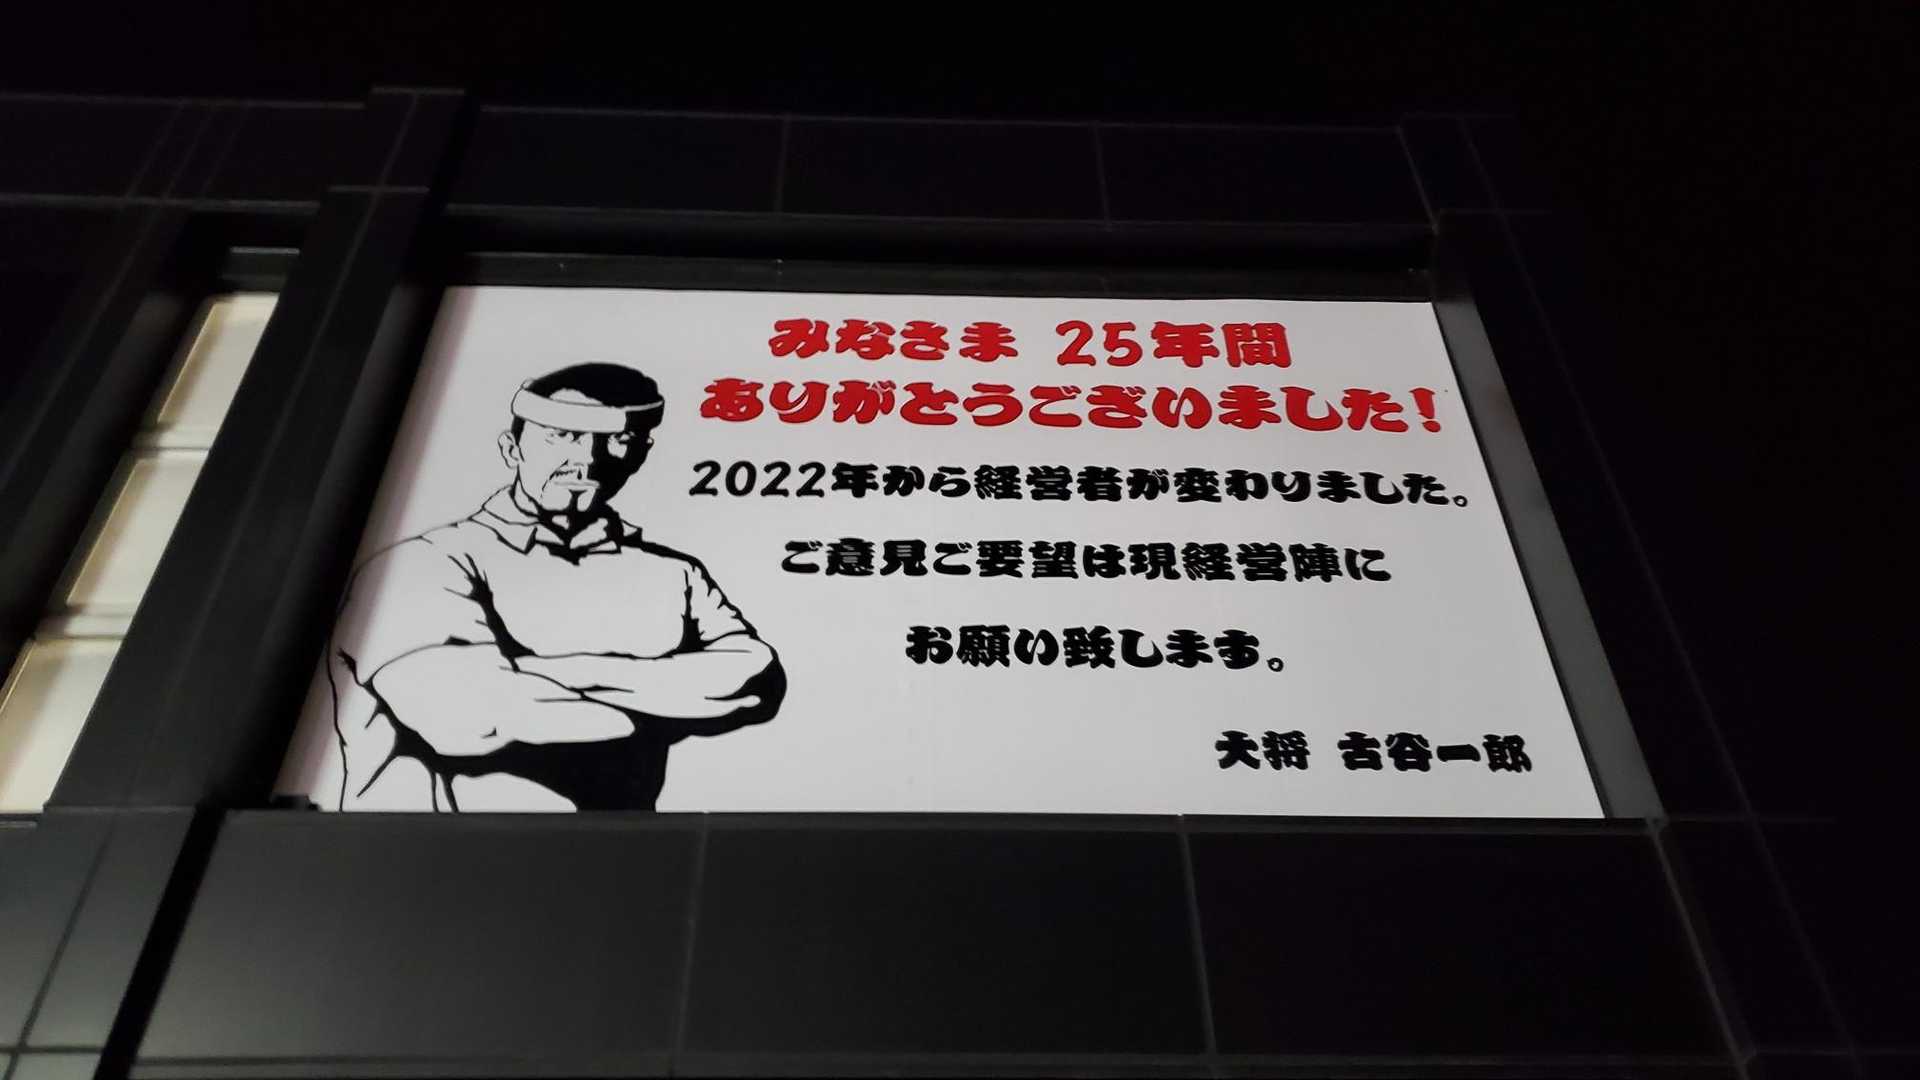 みなさま 25年間
ありがとうございました!
2022年から経営者が変わりました。
ご意見ご要望は現経営陣に
お願い致します。
大将 古谷一郎